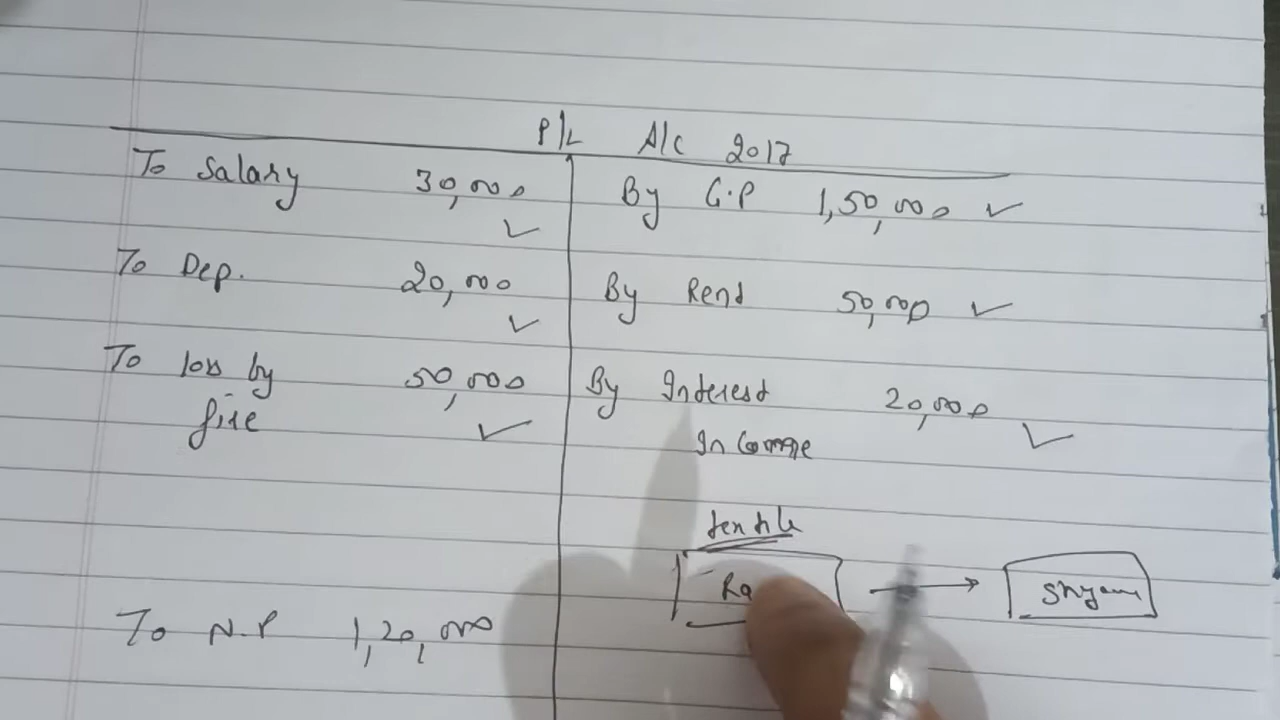 P/L A/C 2017
To Salary 30,000 By G.P 1,50,000
To Dep. 20,000 By Rent 50,000
To loss by 50,000 By Interest 20,000
fire Income
textile
Shyam
To N.P 1,20,000